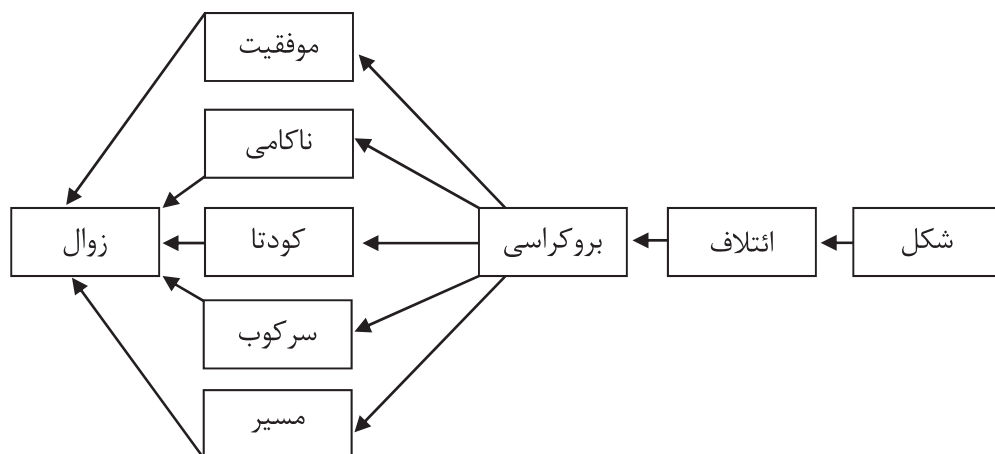 شکل
ائتلاف
بروکراسی
موفقیت
ناکامی
کودتا
سرکوب
مسیر
زوال